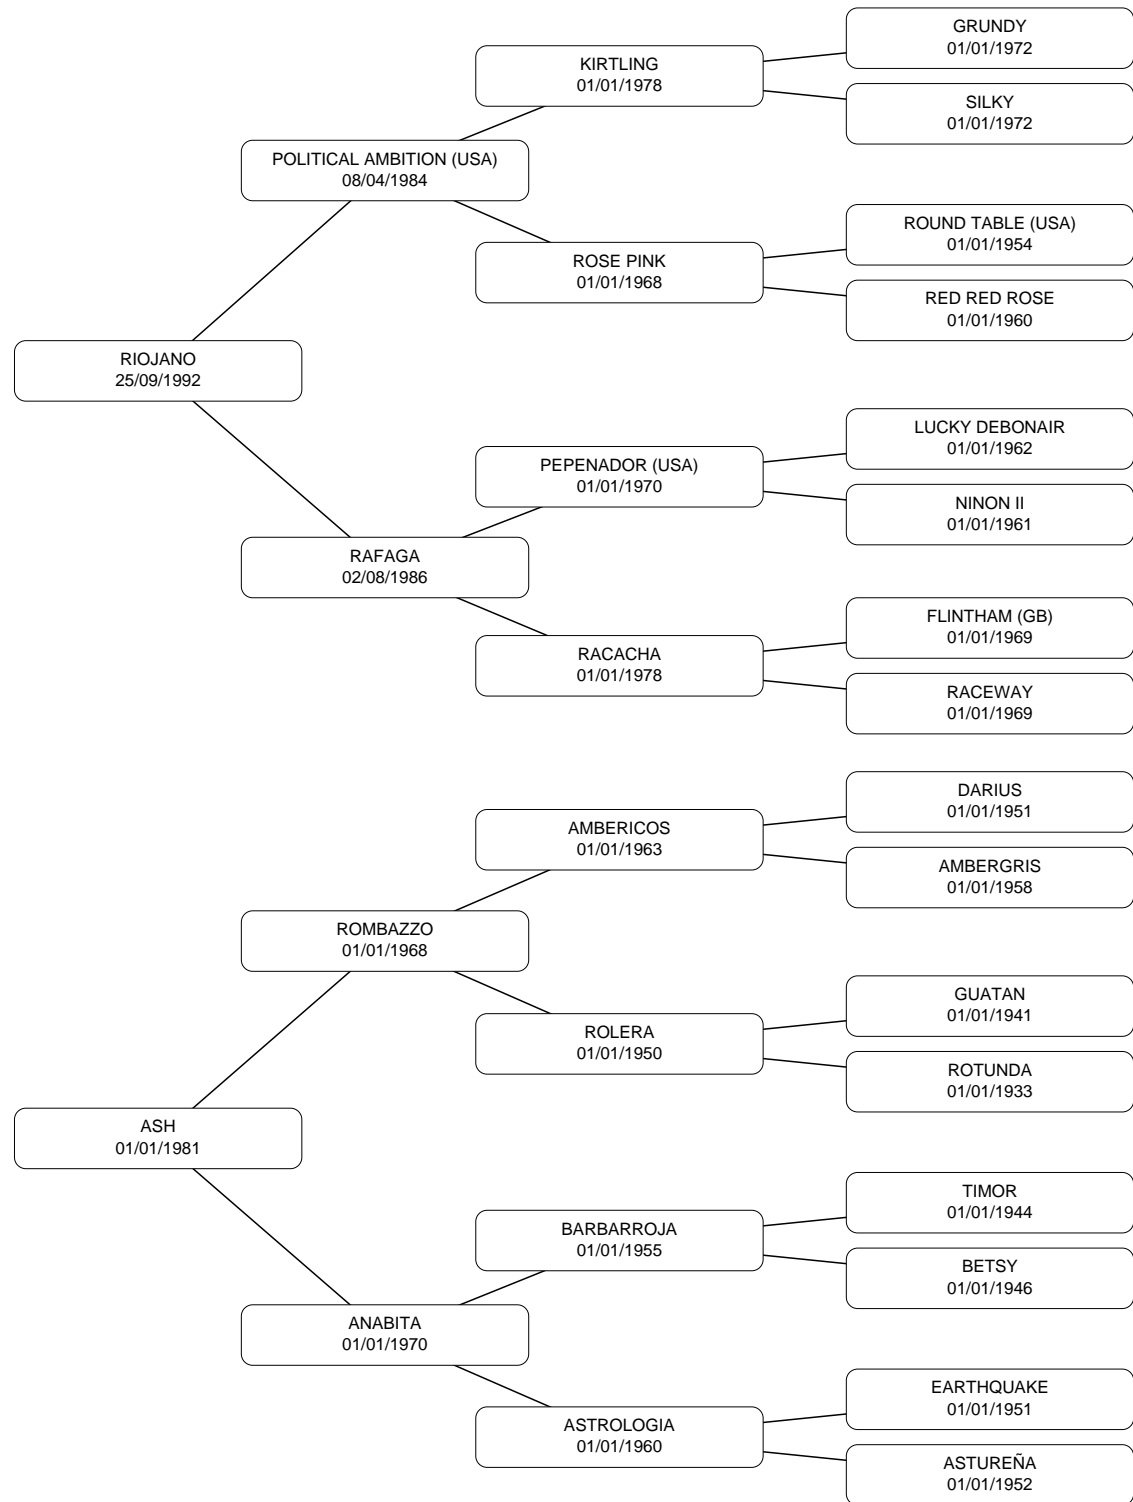 GRUNDY
01/01/1972
KIRTLING
01/01/1978
SILKY
01/01/1972
POLITICAL AMBITION (USA)
08/04/1984
ROUND TABLE (USA)
01/01/1954
ROSE PINK
01/01/1968
RED RED ROSE
01/01/1960
RIOJANO
25/09/1992
LUCKY DEBONAIR
01/01/1962
PEPENADOR (USA)
01/01/1970
NINON II
01/01/1961
RAFAGA
02/08/1986
FLINTHAM (GB)
01/01/1969
RACACHA
01/01/1978
RACEWAY
01/01/1969
DARIUS
01/01/1951
AMBERICOS
01/01/1963
AMBERGRIS
01/01/1958
ROMBAZZO
01/01/1968
GUATAN
01/01/1941
ROLERA
01/01/1950
ROTUNDA
01/01/1933
ASH
01/01/1981
TIMOR
01/01/1944
BARBARROJA
01/01/1955
BETSY
01/01/1946
ANABITA
01/01/1970
EARTHQUAKE
01/01/1951
ASTROLOGIA
01/01/1960
ASTUREÑA
01/01/1952